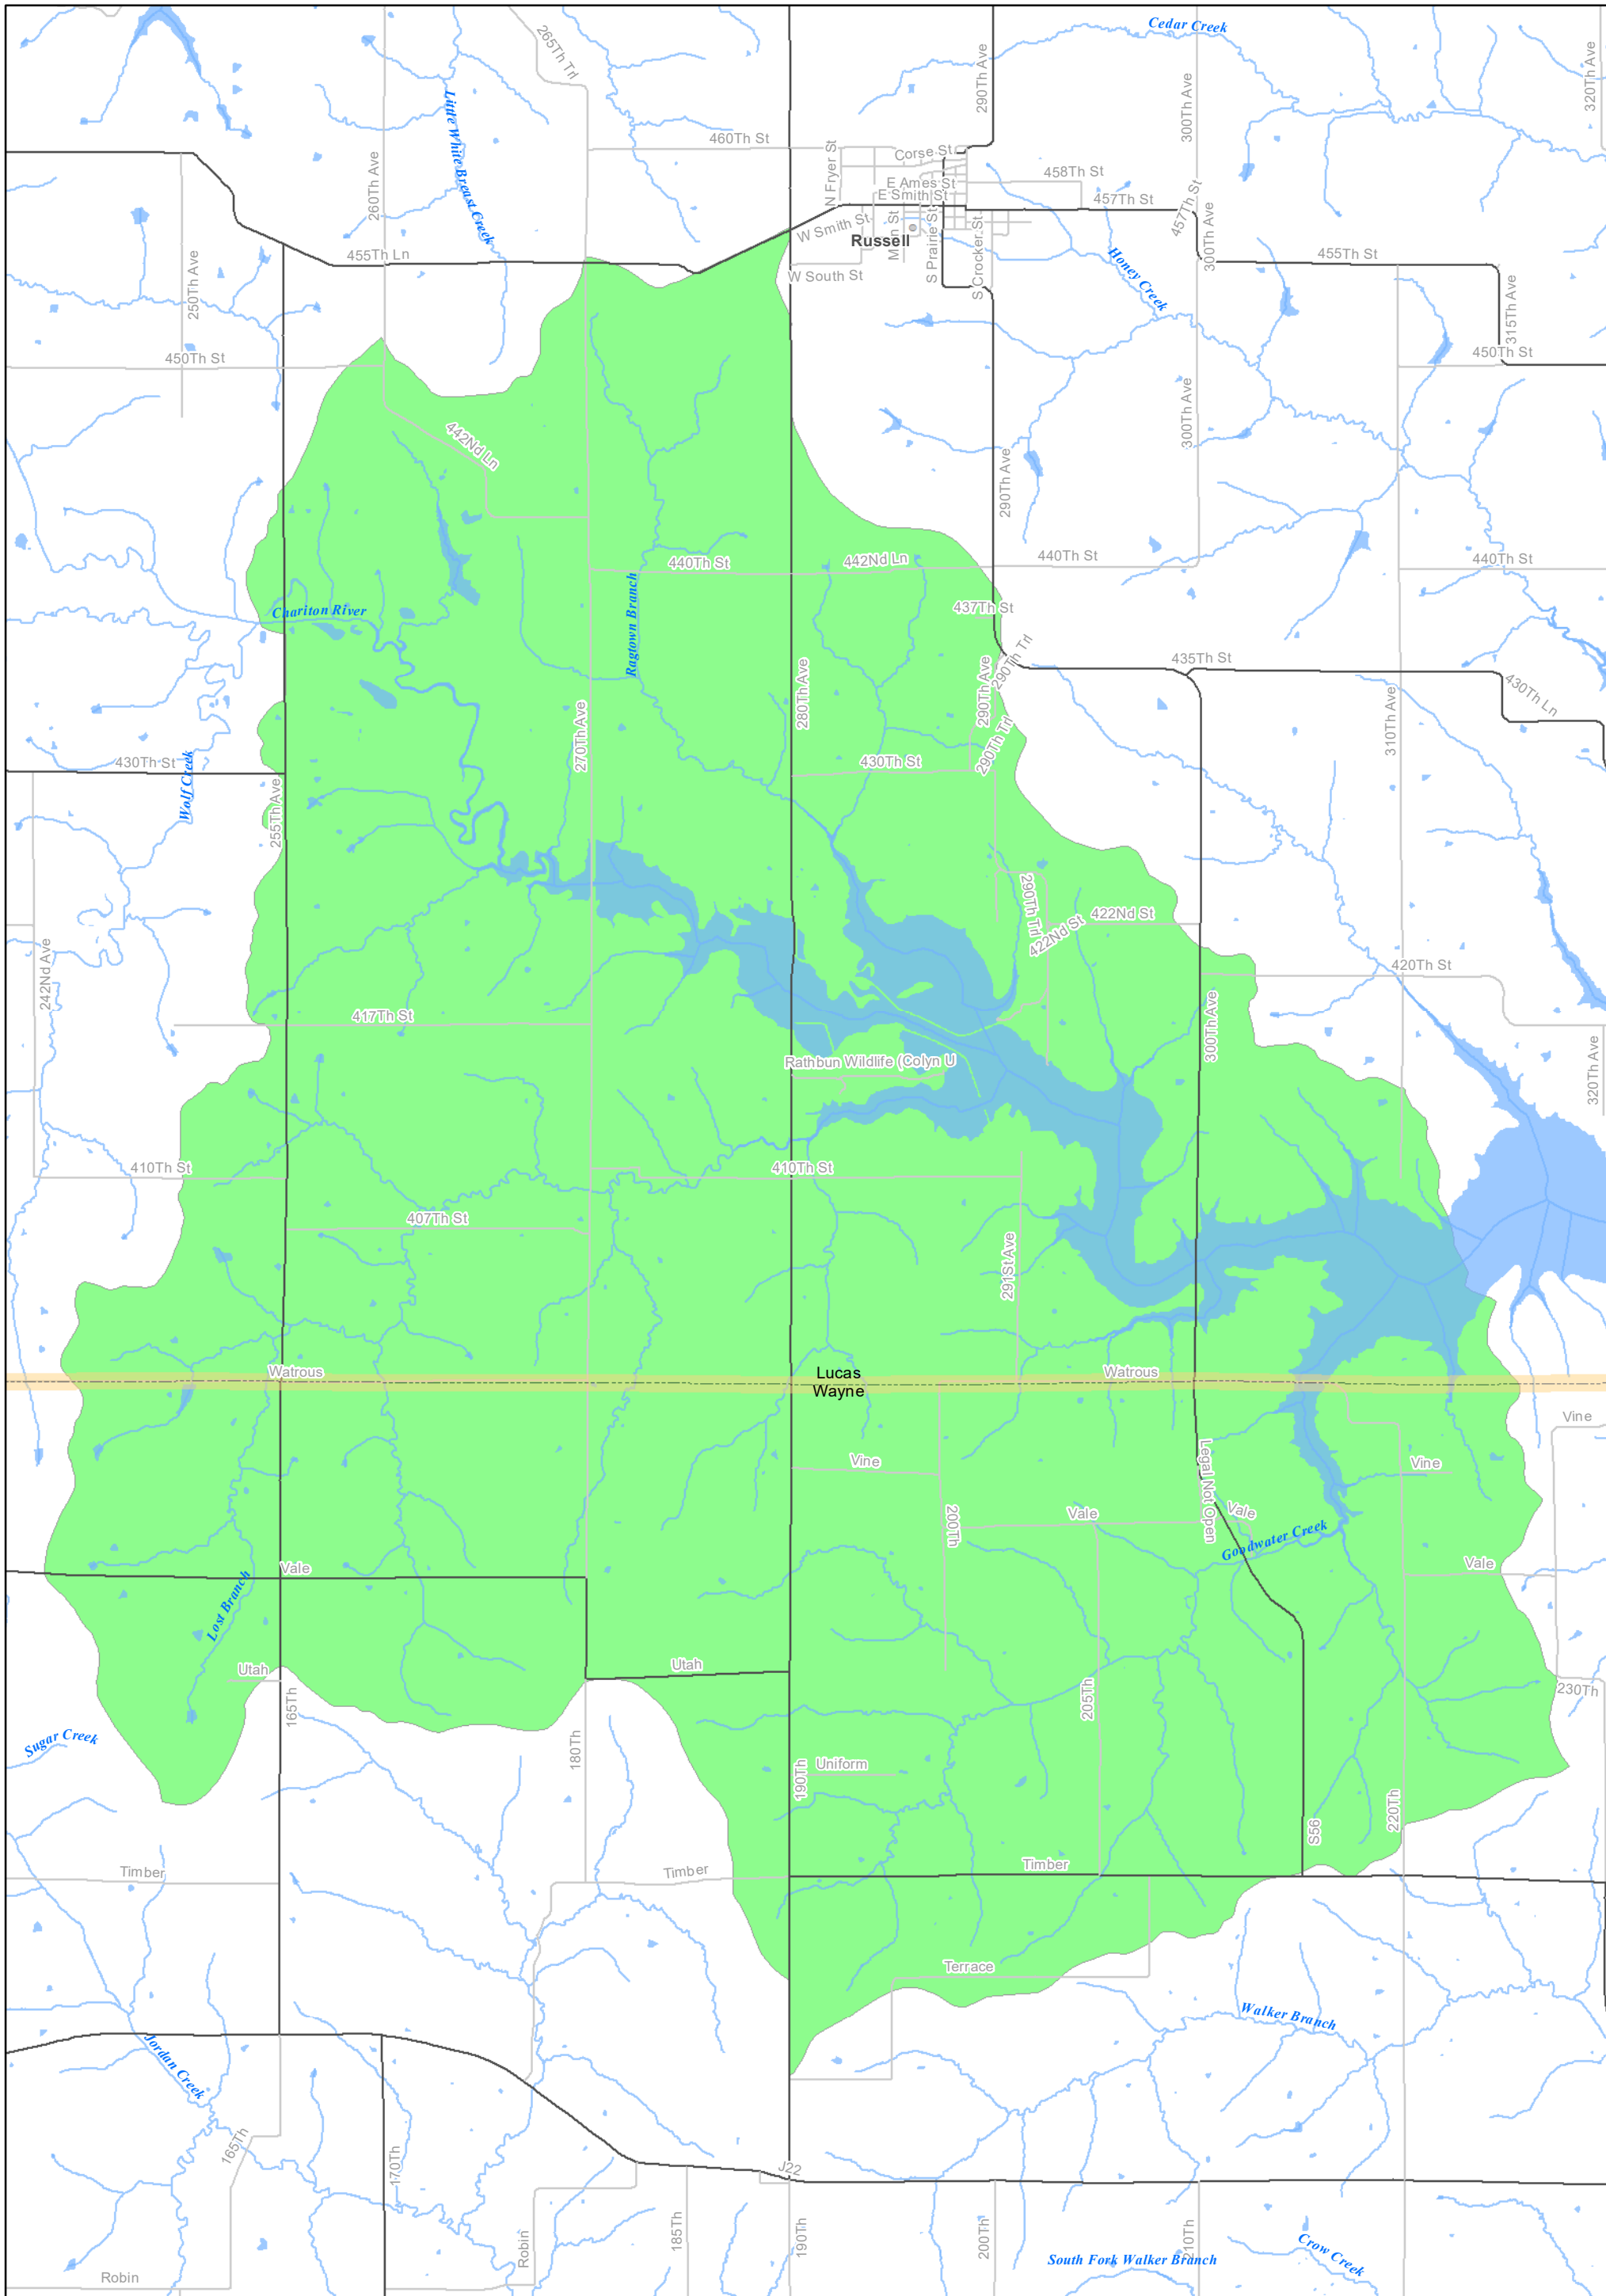 Cedar Creek
265Th Trl
290Th Ave
300Th Ave
320Th Ave
Little White Breast Creek
460Th St
N Fryer St
Corse St
260Th Ave
458Th St
E Ames St
E Smith St
457Th St
457Th St
W Smith St
Russell
S Prairie St
S Crocker St
300Th Ave
455Th Ln
250Th Ave
W South St
455Th St
Honey Creek
315Th Ave
450Th St
450Th St
300Th Ave
442Nd Ln
290Th Ave
440Th St
442Nd Ln
440Th St
440Th St
Chariton River
Ragtown Branch
437Th St
290Th Trl
435Th St
280Th Ave
290Th Ave
430Th Ln
270Th Ave
310Th Ave
290Th Trl
430Th St
430Th St
Wolf Creek
255Th Ave
290Th Trl
422Nd St
422Nd St
242Nd Ave
420Th St
417Th St
300Th Ave
Rathbun Wildlife (Colyn U
320Th Ave
410Th St
410Th St
407Th St
291St Ave
Watrous
Lucas
Wayne
Watrous
Vine
Vine
Vine
Legal Not Open
200Th
Vale
Vale
Goodwater Creek
Vale
Vale
Lost Branch
Utah
Utah
165Th
205Th
230Th
Sugar Creek
180Th
Uniform
190Th
220Th
S56
Timber
Timber
Timber
Terrace
Walker Branch
Jordan Creek
165Th
170Th
J22
185Th
190Th
200Th
210Th
Robin
Robin
South Fork Walker Branch
Crow Creek